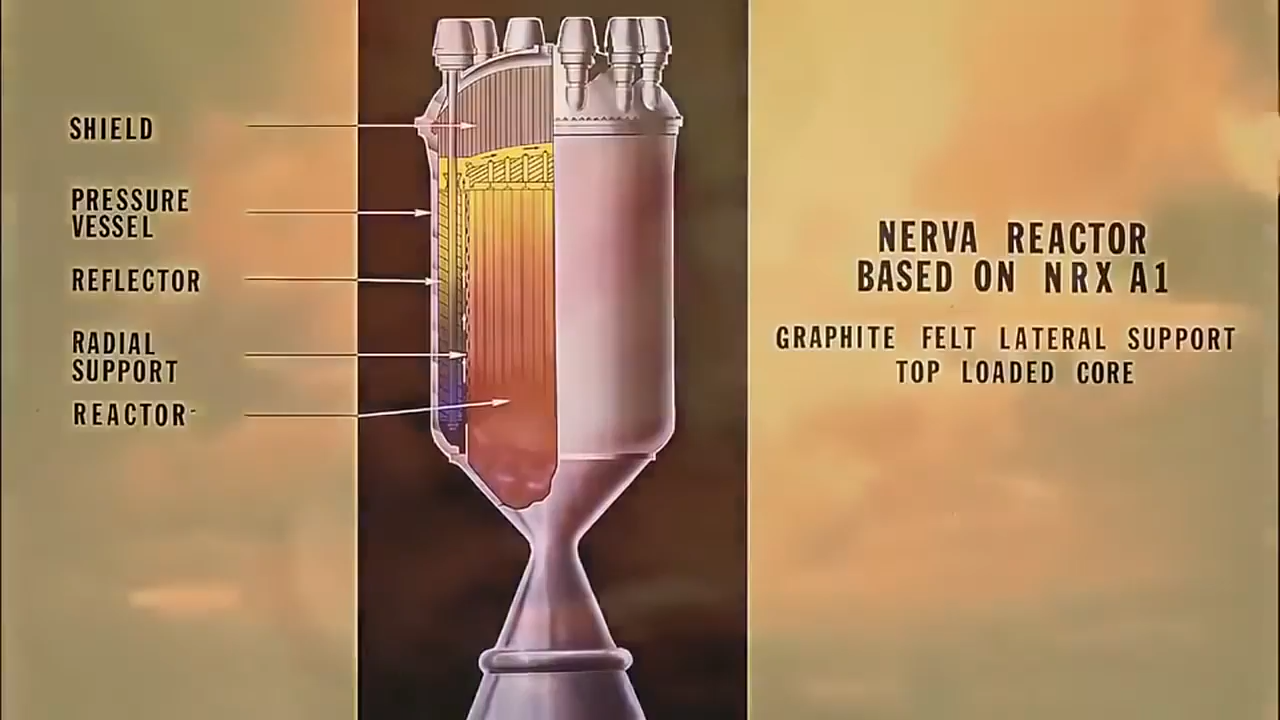 SHIELD
PRESSURE
VESSEL
REFLECTOR
RADIAL
SUPPORT
REACTOR
NERVA REACTOR
BASED ON NRX A1
GRAPHITE FELT LATERAL SUPPORT
TOP LOADED CORE